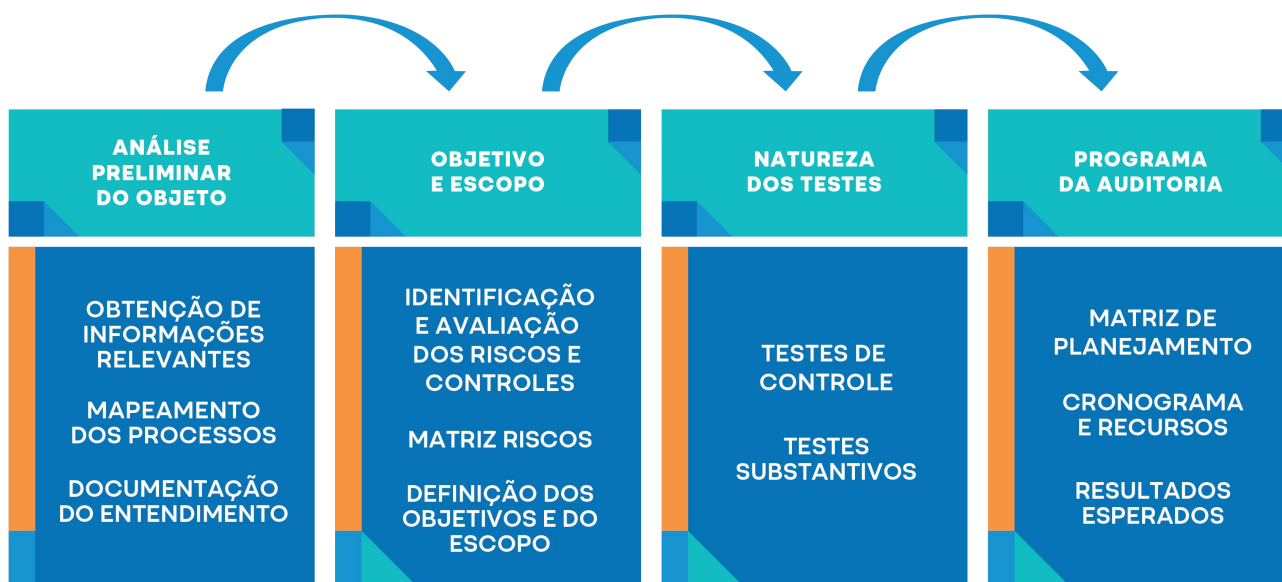 ANÁLISE
PRELIMINAR
DO OBJETO
OBTENÇÃO DE
INFORMAÇÕES
RELEVANTES
MAPEAMENTO
DOS PROCESSOS
DOCUMENTAÇÃO
DO ENTENDIMENTO
OBJETIVO
E ESCOPO
IDENTIFICAÇÃO
E AVALIAÇÃO
DOS RISCOS E
CONTROLES
MATRIZ RISCOS
DEFINIÇÃO DOS
OBJETIVOS E DO
ESCOPO
NATUREZA
DOS TESTES
TESTES DE
CONTROLE
TESTES
SUBSTANTIVOS
PROGRAMA
DA AUDITORIA
MATRIZ DE
PLANEJAMENTO
CRONOGRAMA
E RECURSOS
RESULTADOS
ESPERADOS